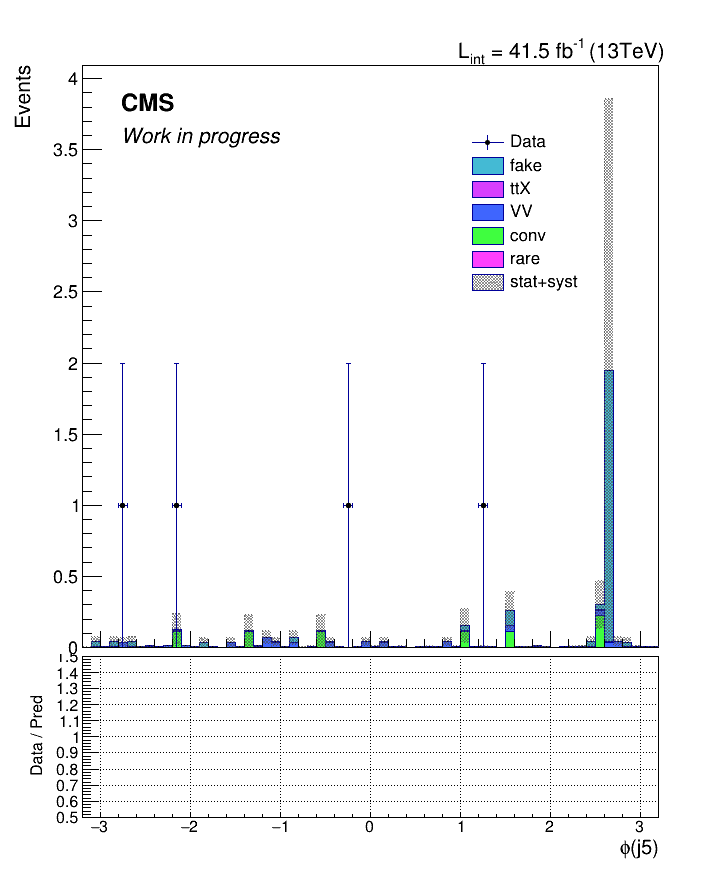 L_int = 41.5 fb^-1 (13TeV)
Events
CMS
Work in progress
Data
fake
ttX
VV
conv
rare
stat+syst
4
3.5
3
2.5
2
1.5
1
0.5
0
Data / Pred
1.5
1.4
1.3
1.2
1.1
1
0.9
0.8
0.7
0.6
0.5
−3 −2 −1 0 1 2 3
ϕ(j5)